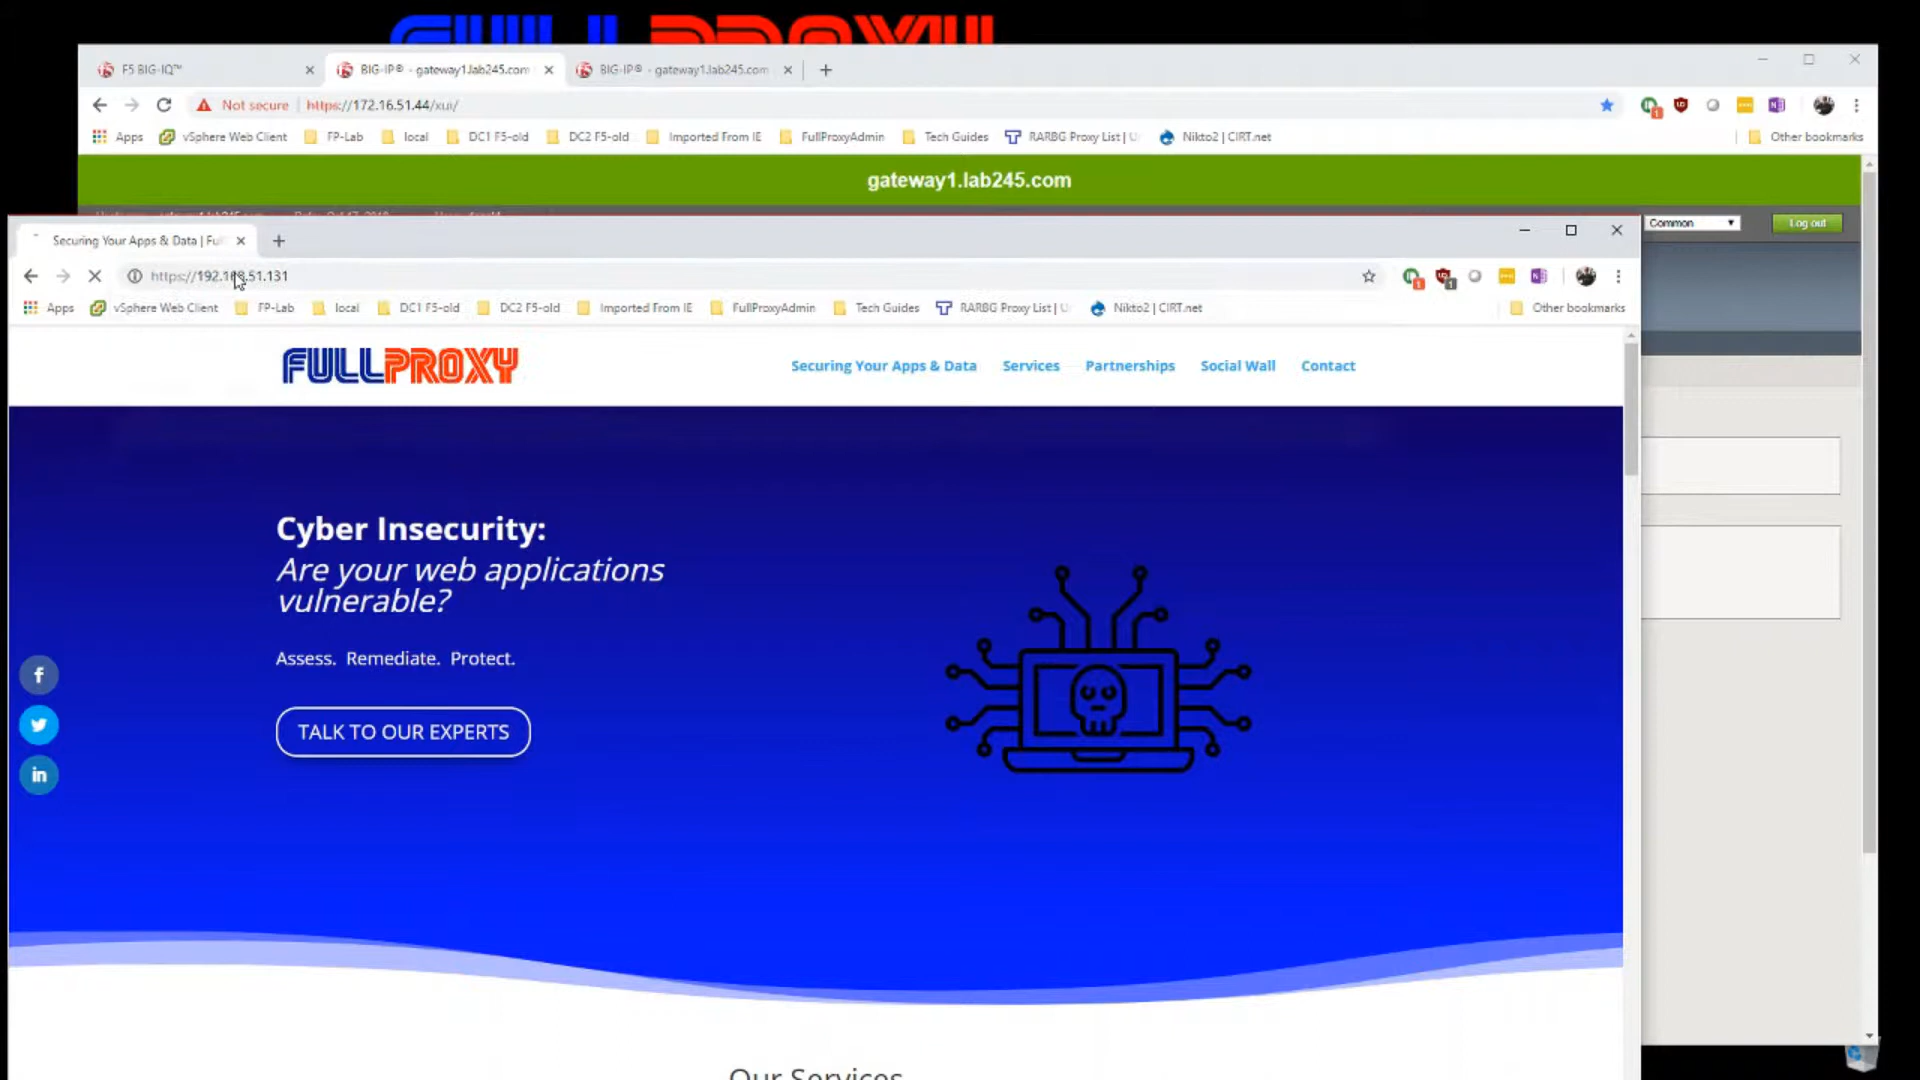 FULLPROXY
F5 BIG-IQ™
BIG-IP® - gateway1.lab245.com
BIG-IP® - gateway1.lab245.com
Not secure
https://172.16.51.44/xui/
Apps
vSphere Web Client
FP-Lab
local
DC1 F5-old
DC2 F5-old
Imported From IE
FullProxyAdmin
Tech Guides
RARBG Proxy List | U
Nikto2 | CIRT.net
Other bookmarks
gateway1.lab245.com
Common
Log out
Securing Your Apps & Data | Fu
https://192.168.51.131
Apps
vSphere Web Client
FP-Lab
local
DC1 F5-old
DC2 F5-old
Imported From IE
FullProxyAdmin
Tech Guides
RARBG Proxy List | U
Nikto2 | CIRT.net
Other bookmarks
FULLPROXY
Securing Your Apps & Data
Services
Partnerships
Social Wall
Contact
Cyber Insecurity:
Are your web applications
vulnerable?
Assess. Remediate. Protect.
TALK TO OUR EXPERTS
Our Services